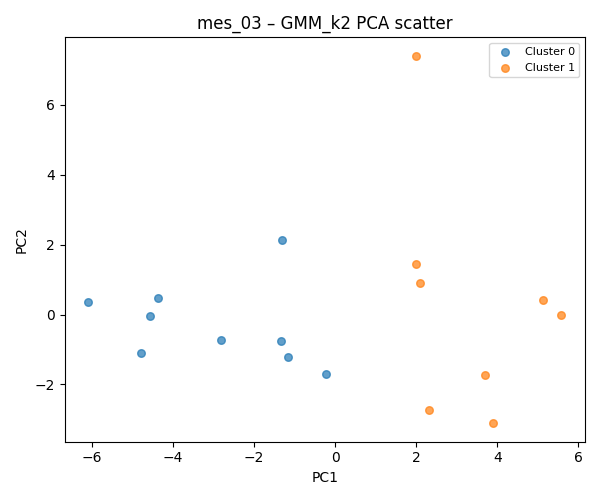 mes_03 – GMM_k2 PCA scatter
Cluster 0
Cluster 1
6
4
2
0
−2
PC2
−6 −4 −2 0 2 4 6
PC1